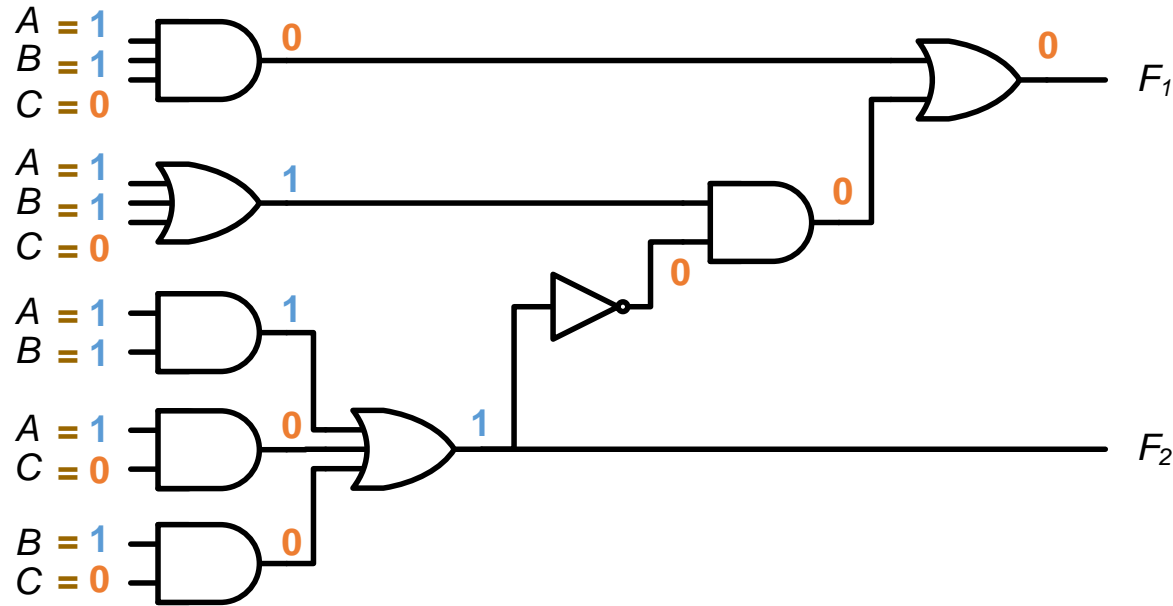 A = 1 0 0
B = 1 F1
C = 0
A = 1 1
B = 1 0
C = 0 0
A = 1 1
B = 1
A = 1 0 1
C = 0 F2
B = 1 0
C = 0